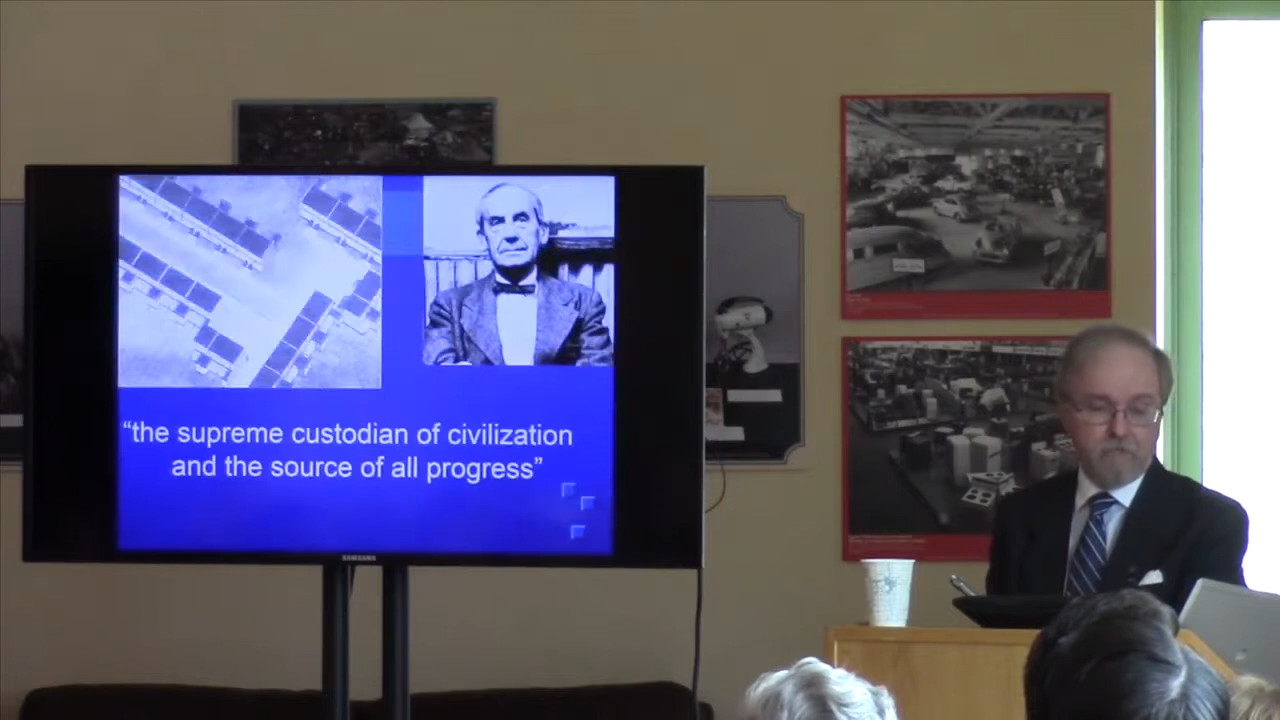 “the supreme custodian of civilization
and the source of all progress”
SAMSUNG